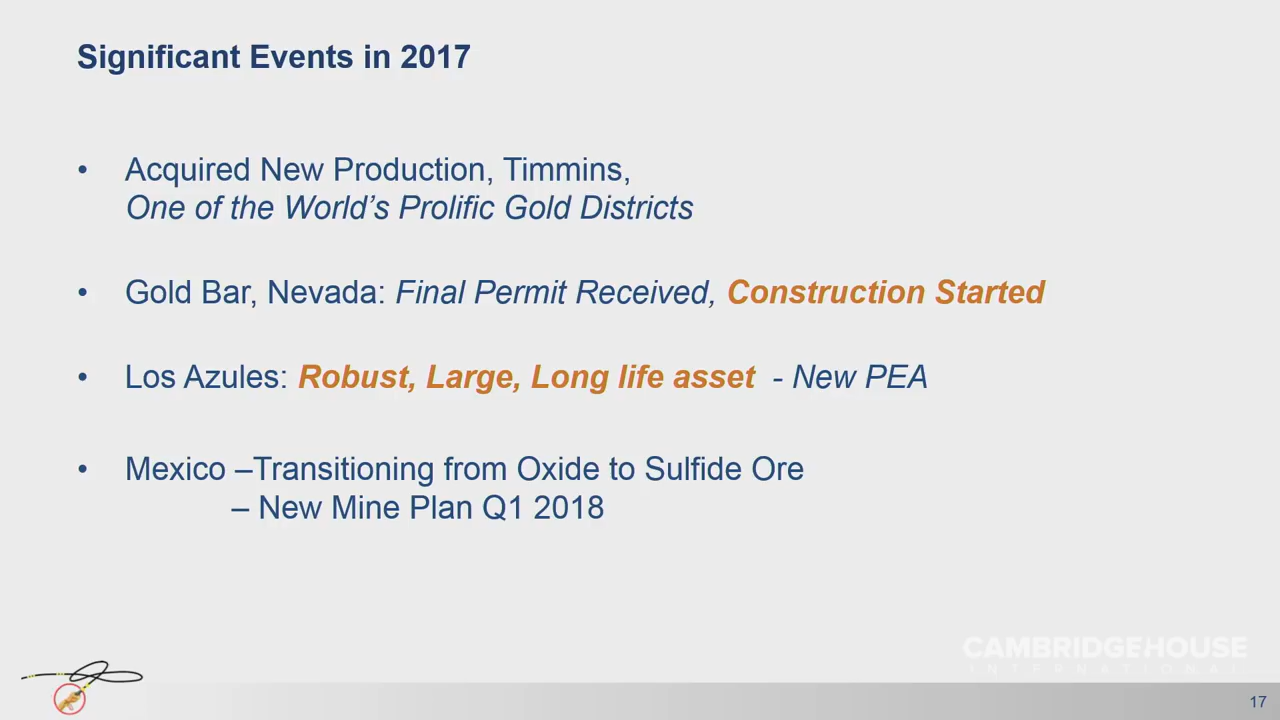 Significant Events in 2017
• Acquired New Production, Timmins,
One of the World’s Prolific Gold Districts
• Gold Bar, Nevada: Final Permit Received, Construction Started
• Los Azules: Robust, Large, Long life asset - New PEA
• Mexico –Transitioning from Oxide to Sulfide Ore
– New Mine Plan Q1 2018
CAMBRIDGEHOUSE
INTERNATIONAL
17